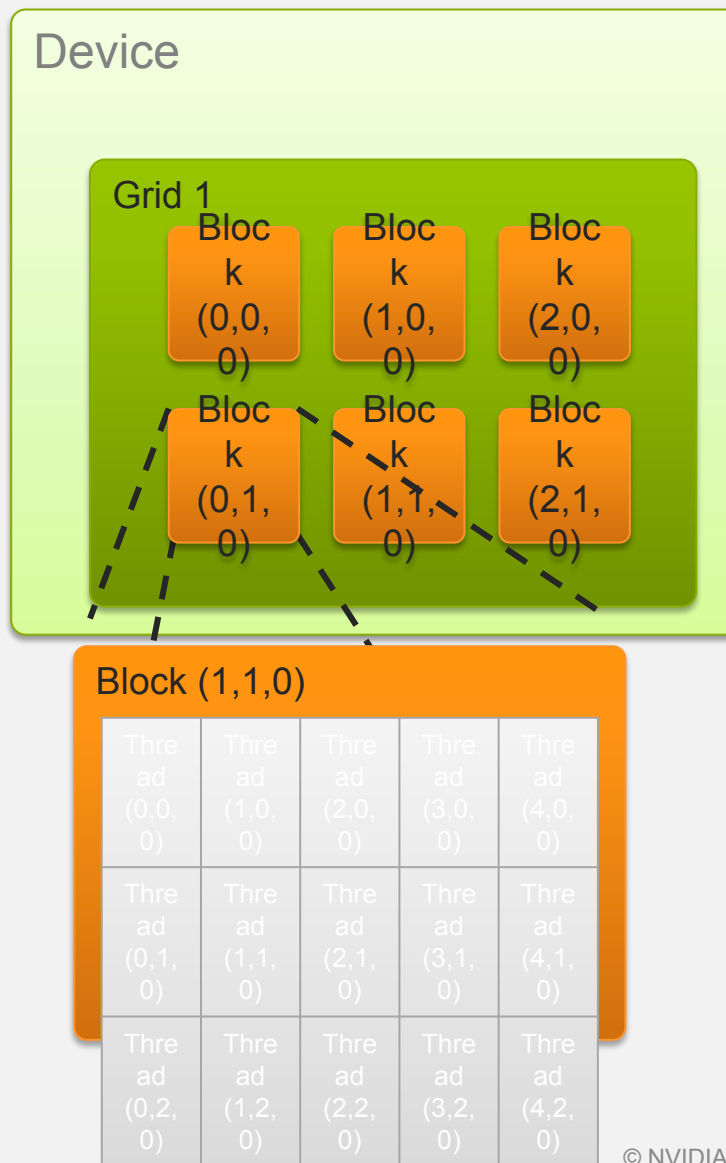 Device
Grid 1
Bloc
k
(0,0,
0)
Bloc
k
(1,0,
0)
Bloc
k
(2,0,
0)
Bloc
k
(0,1,
0)
Bloc
k
(1,1,
0)
Bloc
k
(2,1,
0)
Block (1,1,0)
Thre
ad
(0,0,
0)
Thre
ad
(1,0,
0)
Thre
ad
(2,0,
0)
Thre
ad
(3,0,
0)
Thre
ad
(4,0,
0)
Thre
ad
(0,1,
0)
Thre
ad
(1,1,
0)
Thre
ad
(2,1,
0)
Thre
ad
(3,1,
0)
Thre
ad
(4,1,
0)
Thre
ad
(0,2,
0)
Thre
ad
(1,2,
0)
Thre
ad
(2,2,
0)
Thre
ad
(3,2,
0)
Thre
ad
(4,2,
0)
© NVIDIA